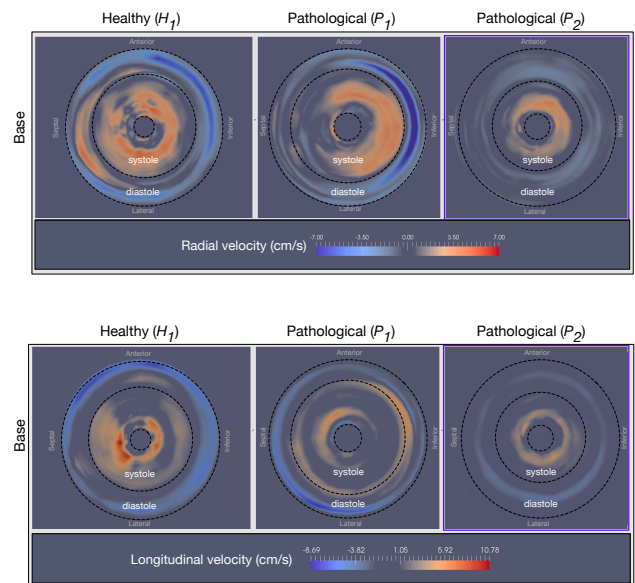 Healthy (H1) Pathological (P1) Pathological (P2)
Base
Anterior Anterior Anterior
Septal Inferior Septal Inferior Septal Inferior
systole systole systole
diastole diastole diastole
Lateral Lateral Lateral
Radial velocity (cm/s) -7.00 -3.50 0.00 3.50 7.00
Healthy (H1) Pathological (P1) Pathological (P2)
Base
Anterior Anterior Anterior
Septal Inferior Septal Inferior Septal Inferior
systole systole systole
diastole diastole diastole
Lateral Lateral Lateral
Longitudinal velocity (cm/s) -8.69 -3.82 1.05 5.92 10.78